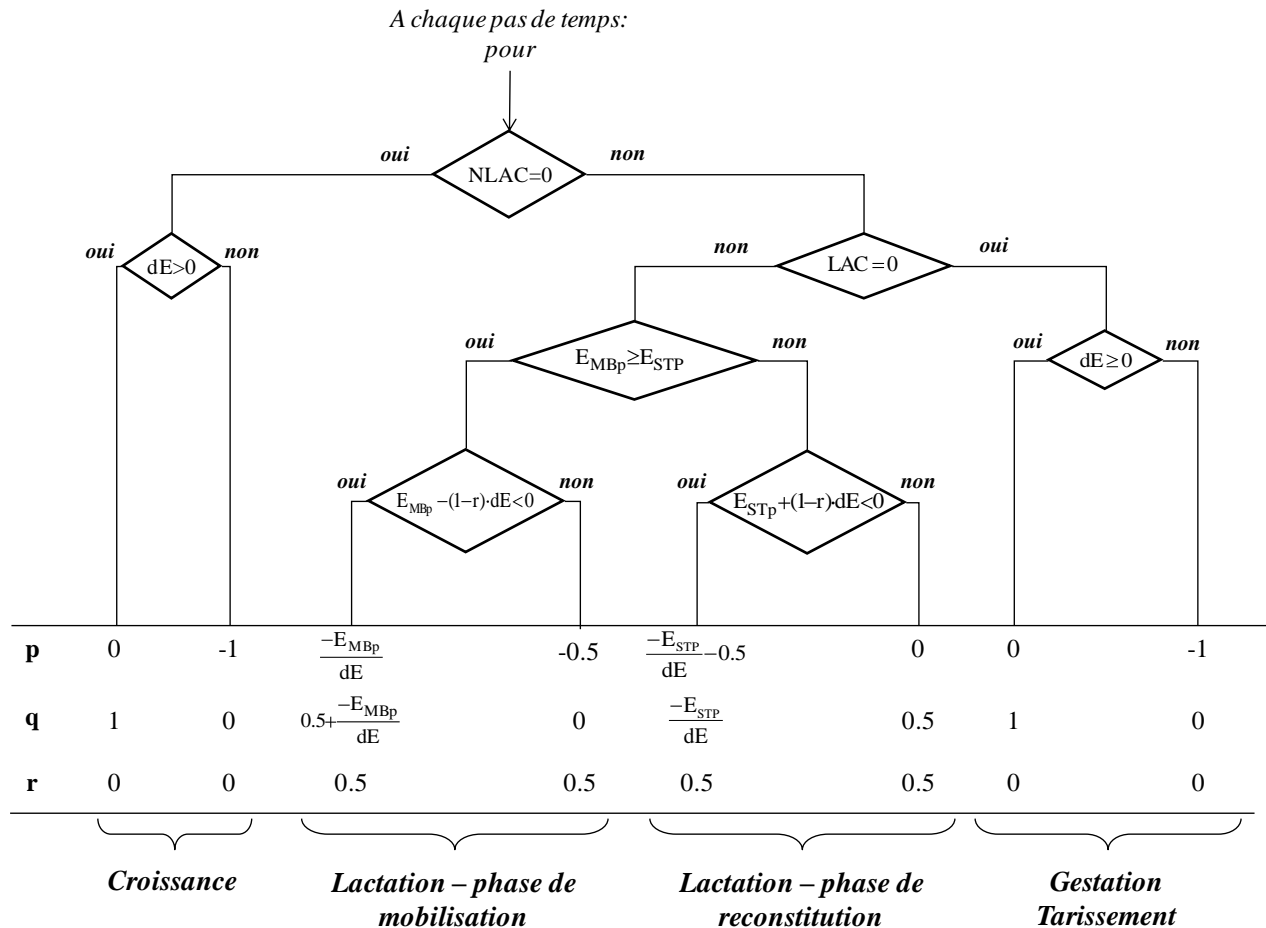 A chaque pas de temps:
pour
oui non
NLAC=0
oui non
dE>0
non oui
LAC=0
oui non
E_MBp≥E_STP
oui non
dE≥0
oui non
E_MBp−(1−r)·dE<0
oui non
E_STp+(1−r)·dE<0
p 0 -1 −E_MBp/dE -0.5 −E_STP/dE−0.5 0 0 -1
q 1 0 0.5+−E_MBp/dE 0 −E_STP/dE 0.5 1 0
r 0 0 0.5 0.5 0.5 0.5 0 0
Croissance
Lactation – phase de
mobilisation
Lactation – phase de
reconstitution
Gestation
Tarissement